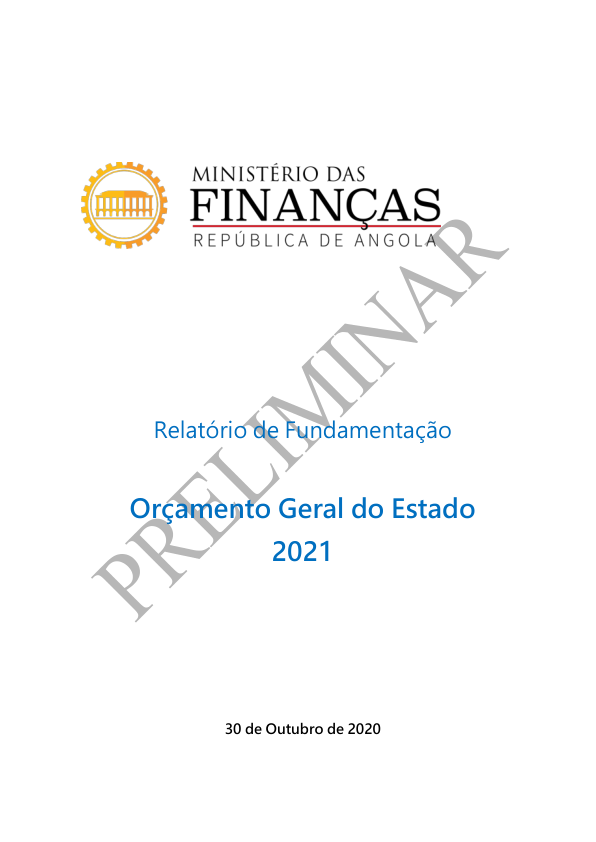 MINISTÉRIO DAS
FINANÇAS
REPÚBLICA DE ANGOLA
PRELIMINAR
Relatório de Fundamentação
Orçamento Geral do Estado
2021
30 de Outubro de 2020